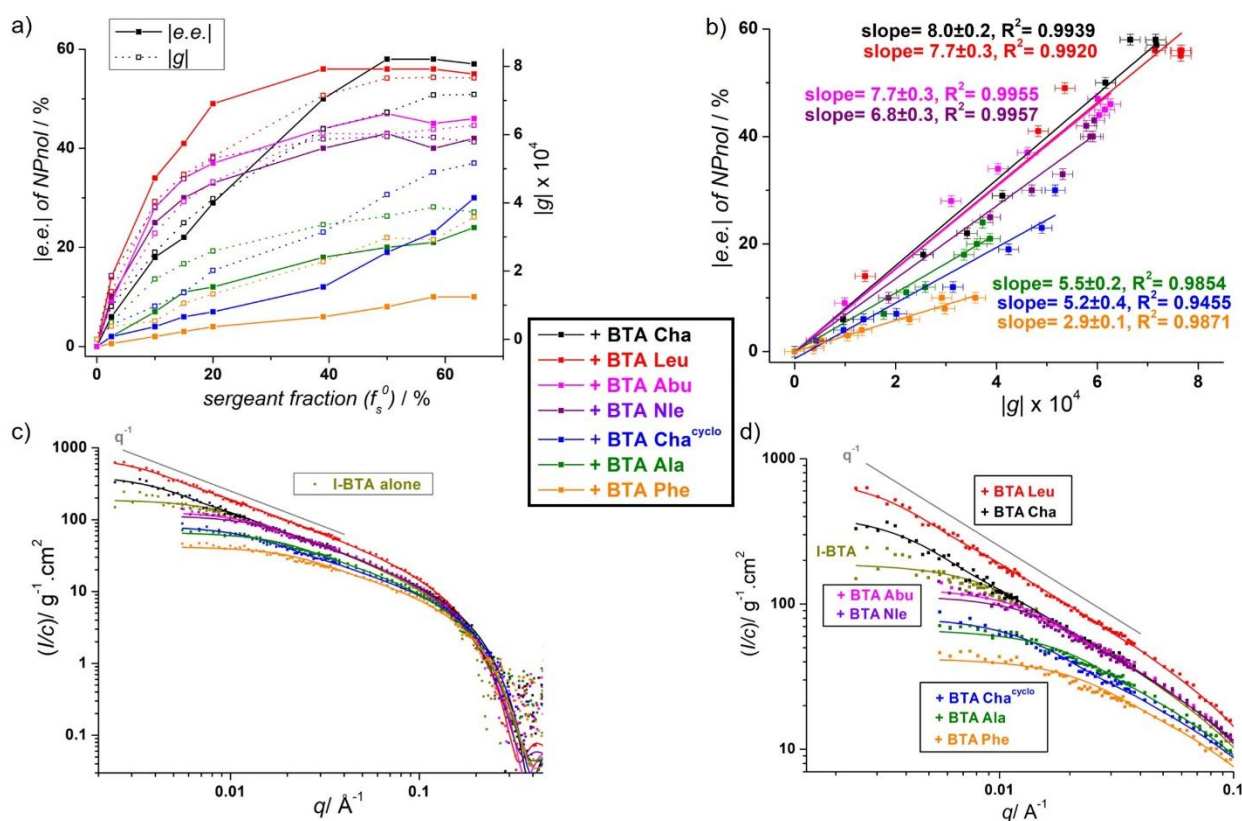 a)
|e.e.|
|g|
|e.e.| of NPnol / %
60
40
20
0
8
6
4
2
0
|g| x 10⁴
0 10 20 30 40 50 60
sergeant fraction (fₛ⁰) / %
b)
slope= 8.0±0.2, R²= 0.9939
slope= 7.7±0.3, R²= 0.9920
slope= 7.7±0.3, R²= 0.9955
slope= 6.8±0.3, R²= 0.9957
slope= 5.5±0.2, R²= 0.9854
slope= 5.2±0.4, R²= 0.9455
slope= 2.9±0.1, R²= 0.9871
|e.e.| of NPnol / %
60
40
20
0
0 2 4 6 8
|g| x 10⁴
+ BTA Cha
+ BTA Leu
+ BTA Abu
+ BTA Nle
+ BTA Chaᶜʸᶜˡᵒ
+ BTA Ala
+ BTA Phe
c)
q⁻¹
I-BTA alone
(I/c)/ g⁻¹.cm²
1000
100
10
1
0.1
0.01 0.1
q/ Å⁻¹
d)
q⁻¹
+ BTA Leu
+ BTA Cha
I-BTA
+ BTA Abu
+ BTA Nle
+ BTA Chaᶜʸᶜˡᵒ
+ BTA Ala
+ BTA Phe
(I/c)/ g⁻¹.cm²
1000
100
10
0.01 0.1
q/ Å⁻¹